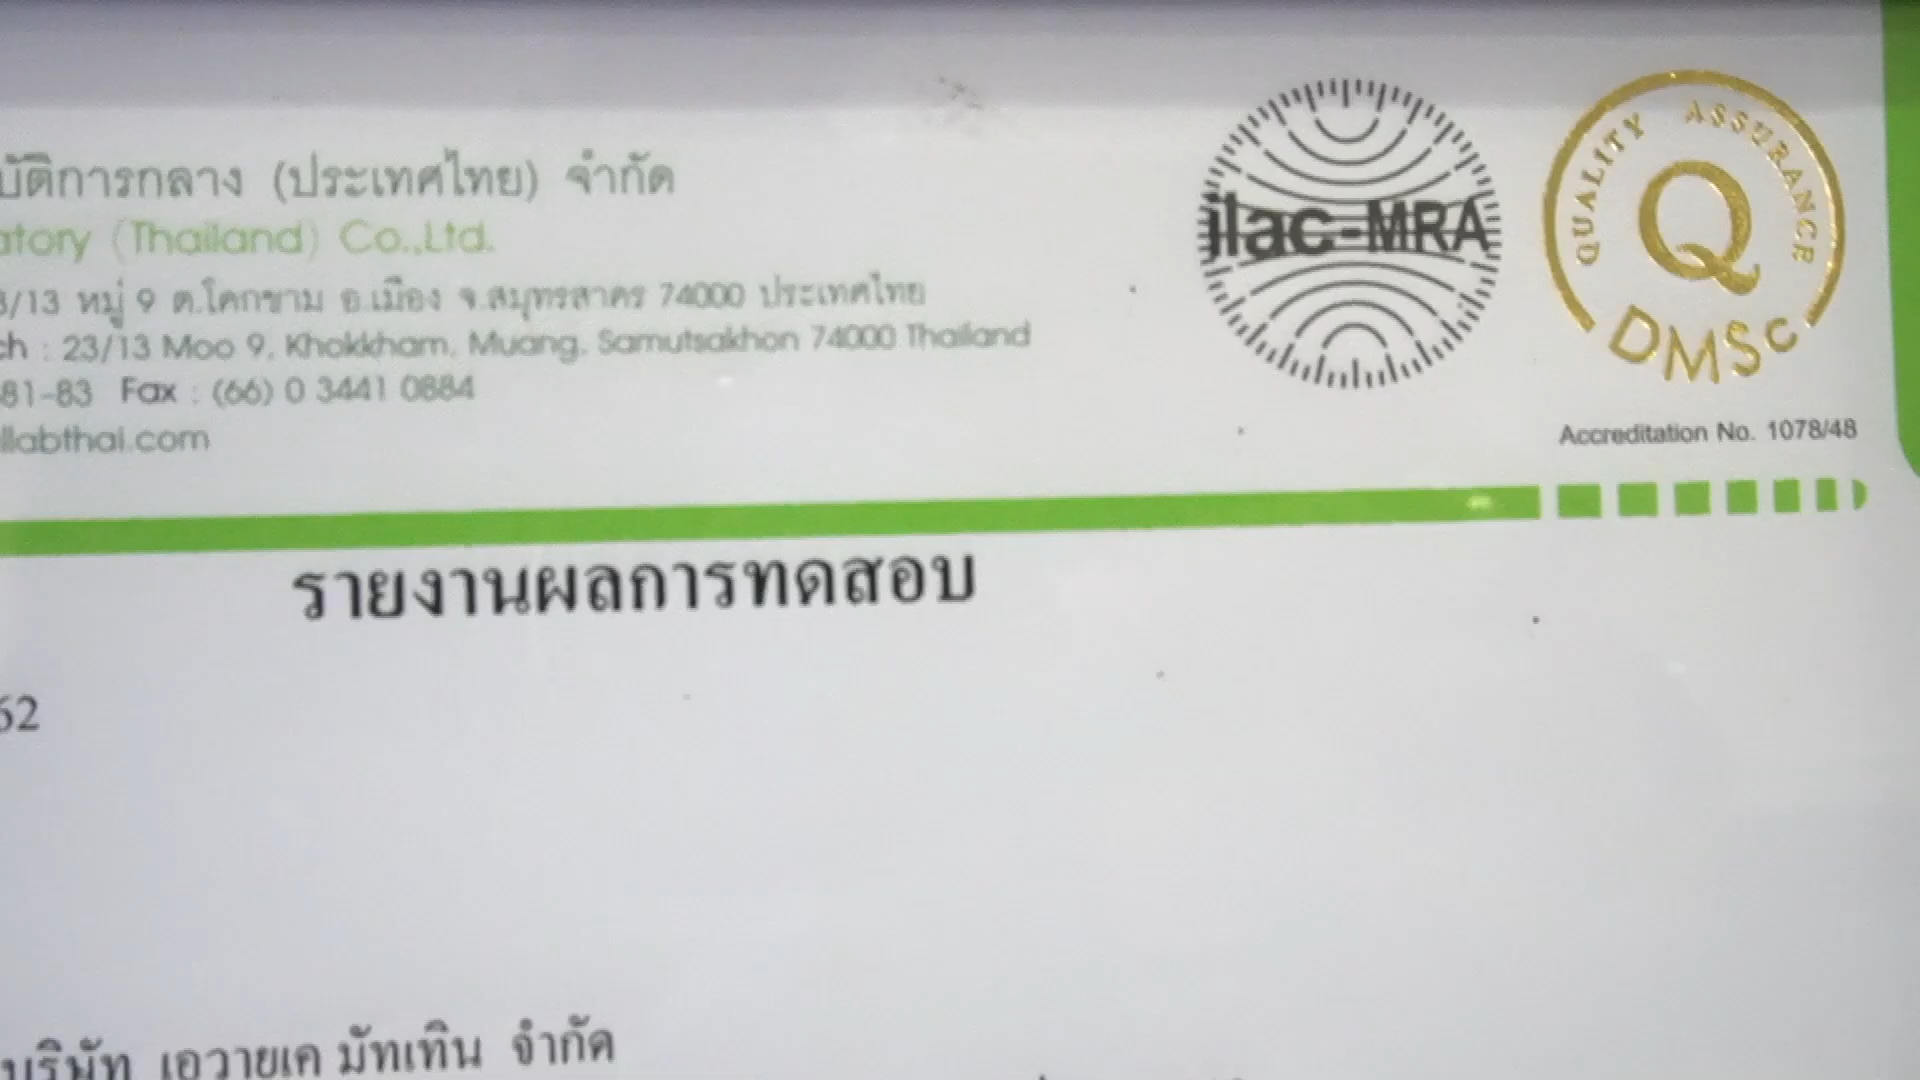 บัติการกลาง (ประเทศไทย) จำกัด
atory (Thailand) Co.,Ltd.
3/13 หมู่ 9 ต.โคกขาม อ.เมือง จ.สมุทรสาคร 74000 ประเทศไทย
ch : 23/13 Moo 9, Khokkham, Muang, Samutsakhon 74000 Thailand
81-83 Fax : (66) 0 3441 0884
llabthai.com
ilac-MRA
QUALITY ASSURANCE
Q
DMSc
Accreditation No. 1078/48
รายงานผลการทดสอบ
62
บริษัท เอวายเค มัทเทิน จำกัด